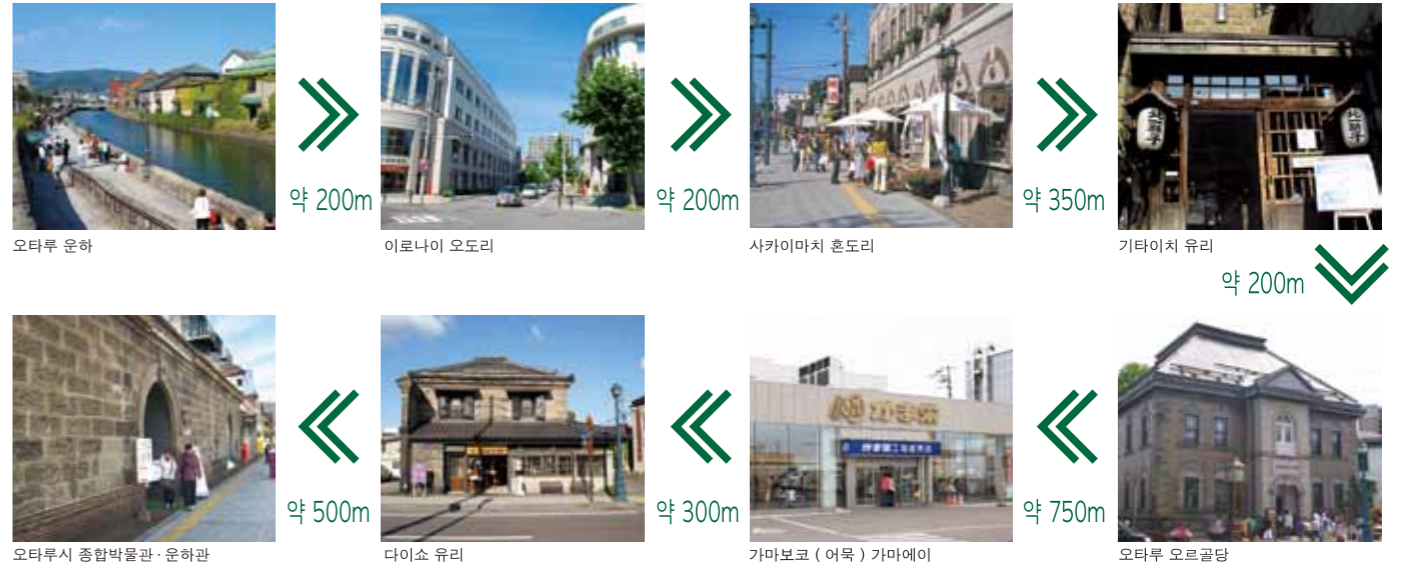 약 200m
약 200m
약 350m
오타루 운하
이로나이 오도리
사카이마치 혼도리
기타이치 유리
약 200m
약 500m
약 300m
약 750m
오타루시 종합박물관 · 운하관
다이쇼 유리
가마보코 ( 어묵 ) 가마에이
오타루 오르골당